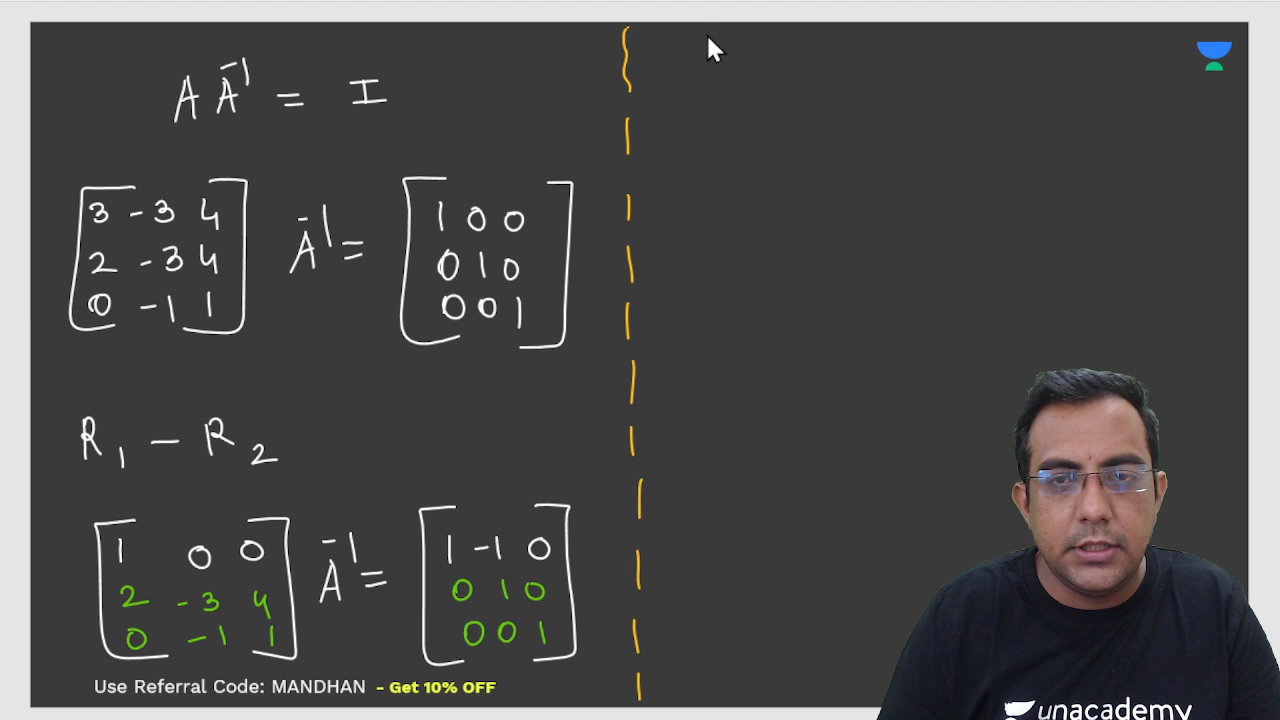 A A⁻¹ = I
3 -3 4
2 -3 4
0 -1 1
A⁻¹ =
1 0 0
0 1 0
0 0 1
R₁ - R₂
1 0 0
2 -3 4
0 -1 1
A⁻¹ =
1 -1 0
0 1 0
0 0 1
Use Referral Code: MANDHAN - Get 10% OFF
unacademy